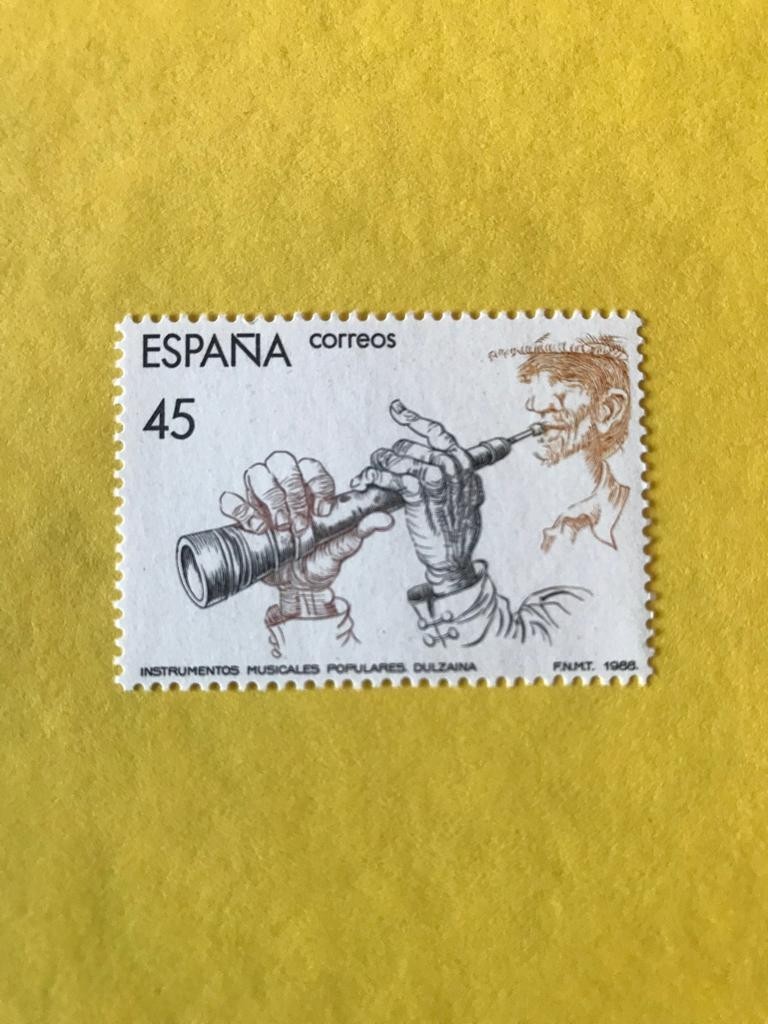 ESPAÑA correos
45
INSTRUMENTOS MUSICALES POPULARES. DULZAINA F.N.M.T. 1988.